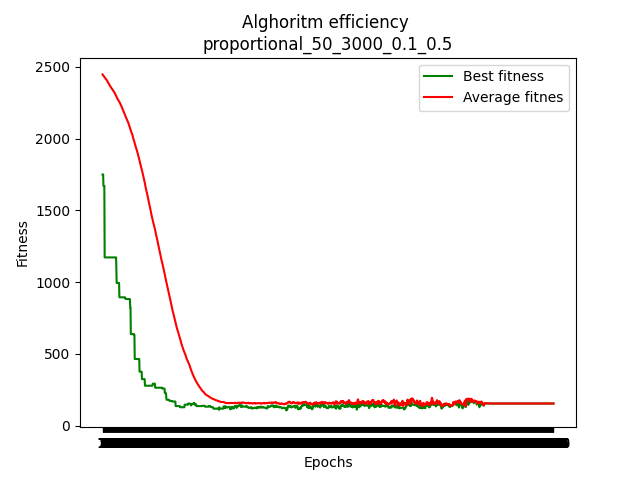 Alghoritm efficiency
proportional_50_3000_0.1_0.5
Best fitness
Average fitnes
2500
2000
1500
1000
500
0
Fitness
Epochs